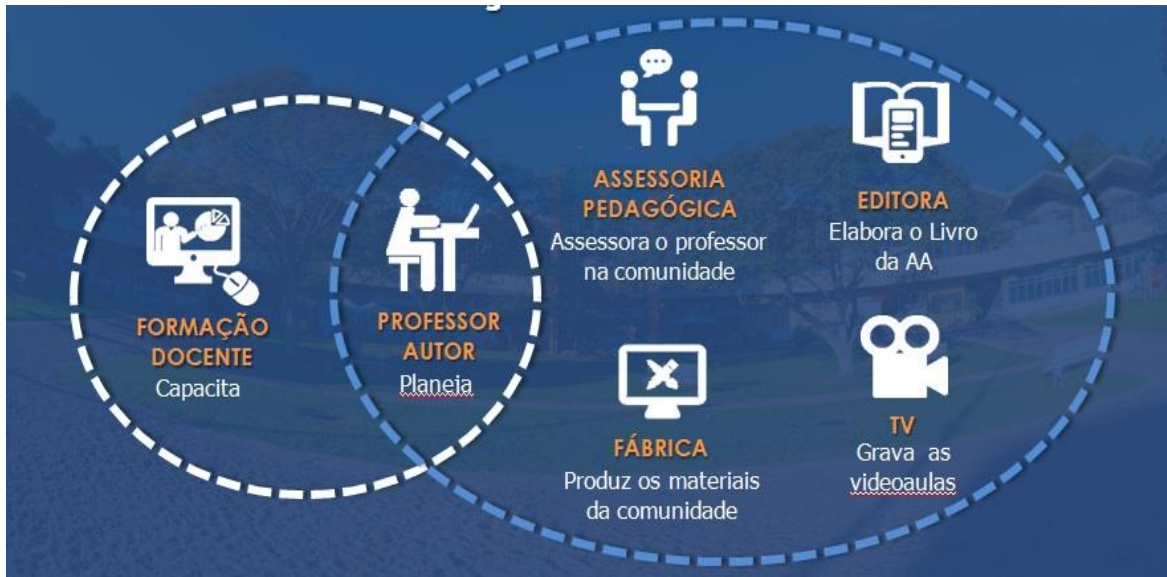 FORMAÇÃO
DOCENTE
Capacita
PROFESSOR
AUTOR
Planeja
ASSESSORIA
PEDAGÓGICA
Assessora o professor
na comunidade
EDITORA
Elabora o Livro
da AA
FÁBRICA
Produz os materiais
da comunidade
TV
Grava as
videoaulas